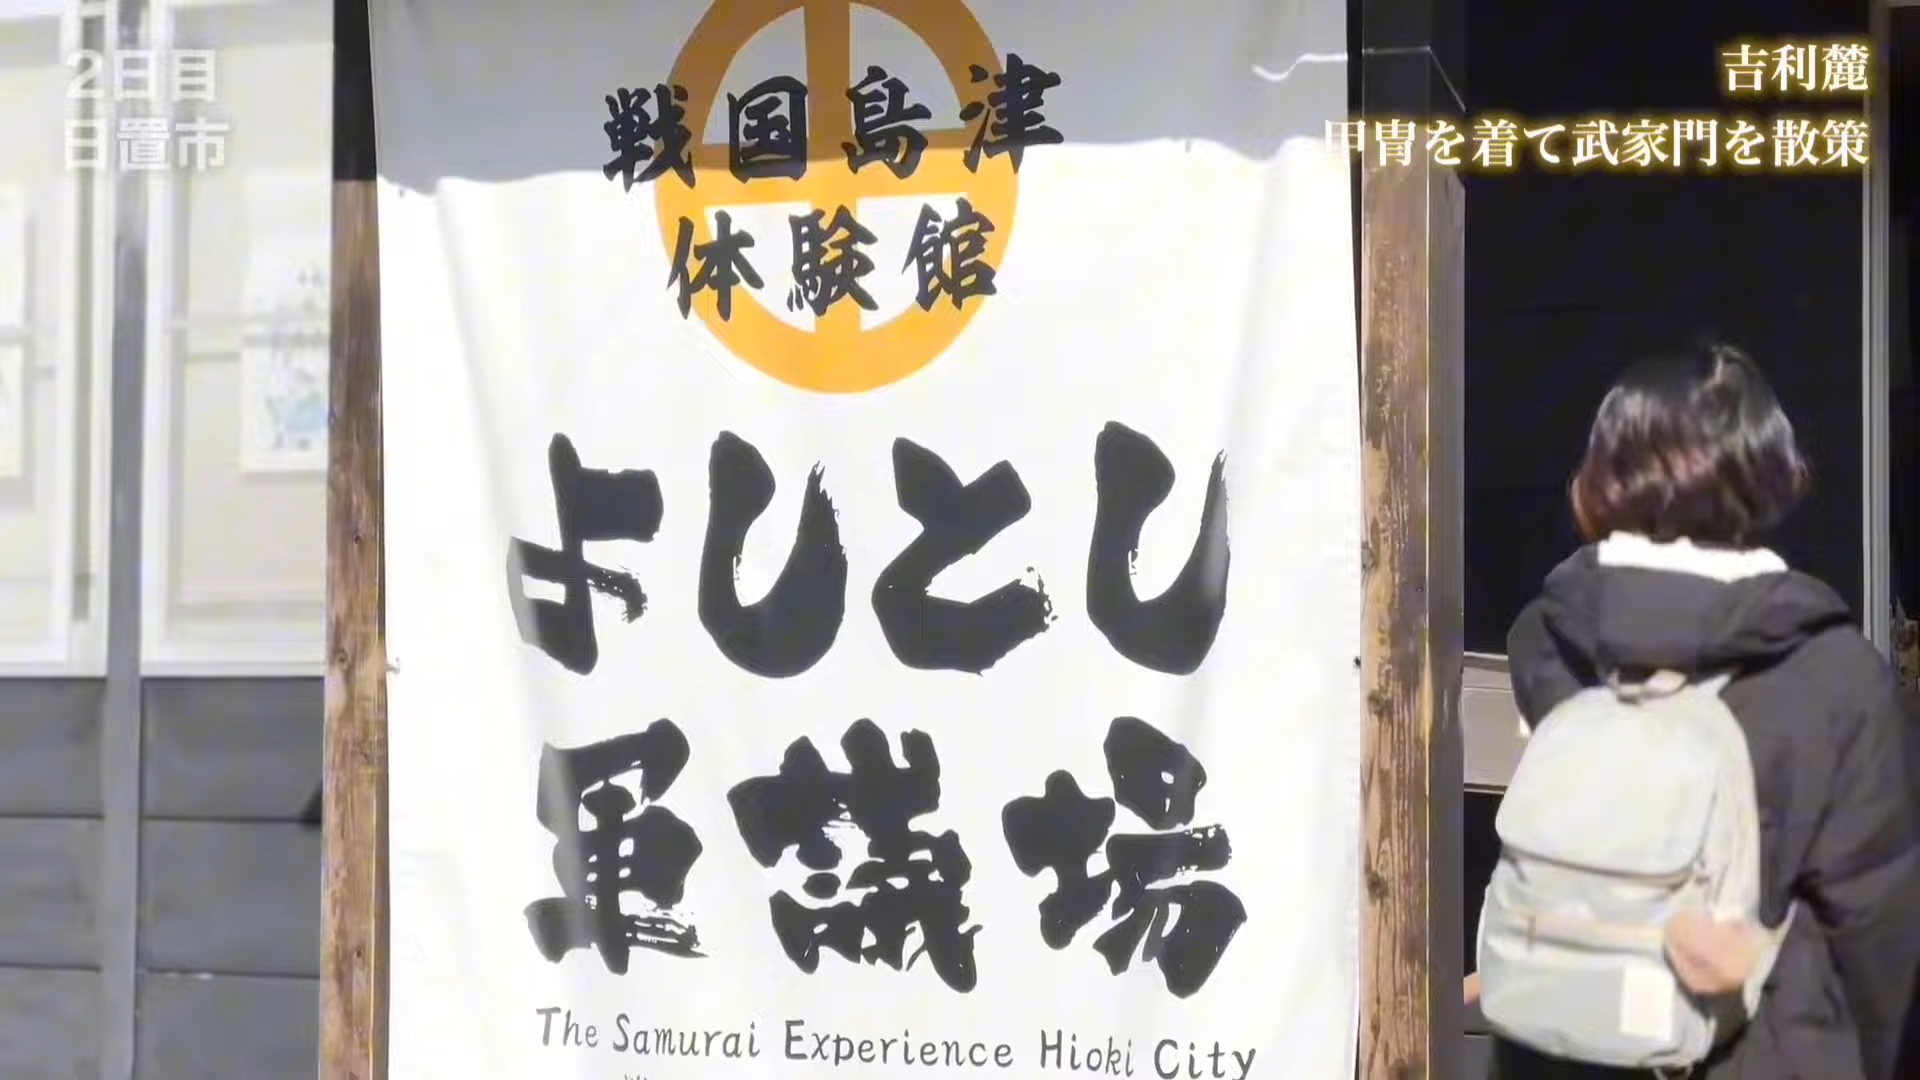 2日目
日置市
吉利麓
甲冑を着て武家門を散策
戦国島津
体験館
よしとし
軍議場
The Samurai Experience Hioki City